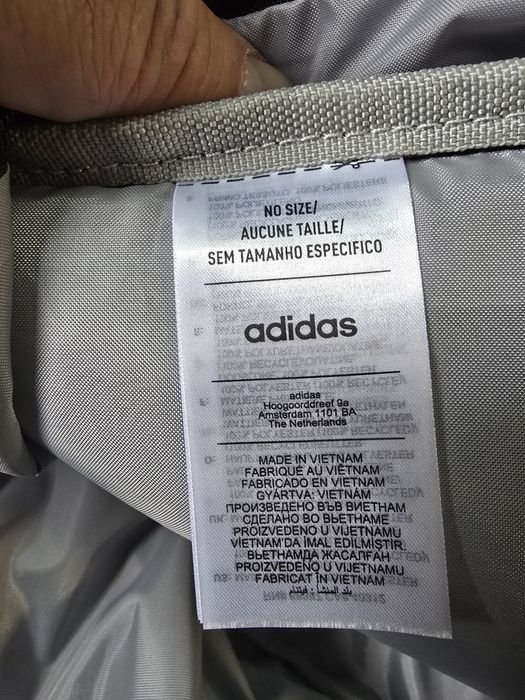 NO SIZE/
AUCUNE TAILLE/
SEM TAMANHO ESPECIFICO
adidas
adidas
Hoogoorddreef 9a
Amsterdam 1101 BA
The Netherlands
MADE IN VIETNAM
FABRIQUÉ AU VIÊTNAM
FABRICADO EN VIETNAM
GYÁRTVA: VIETNÁM
ПРОИЗВЕДЕНО ВЪВ ВИЕТНАМ
СДЕЛАНО ВО ВЬЕТНАМЕ
PROIZVEDENO U VIJETNAMU
VIETNAM'DA İMAL EDİLMİŞTİR.
ВЬЕТНАМДА ЖАСАЛҒАН
PROIZVEDENO U VIJETNAMU
FABRICAT ÎN VIETNAM
بلد المنشأ : فيتنام